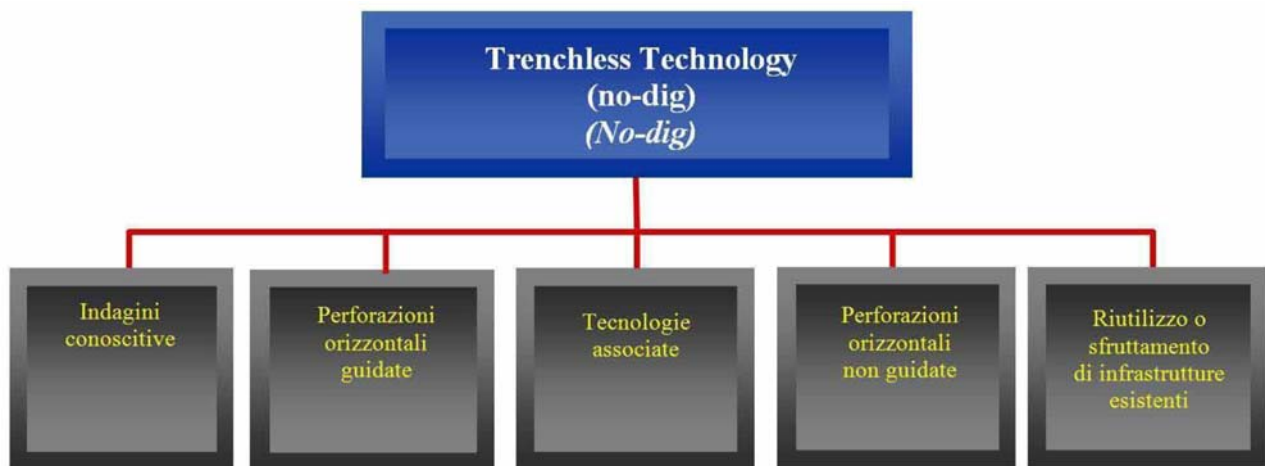 Trenchless Technology
(no-dig)
(No-dig)
Indagini
conoscitive
Perforazioni
orizzontali
guidate
Tecnologie
associate
Perforazioni
orizzontali
non guidate
Riutilizzo o
sfruttamento
di infrastrutture
esistenti